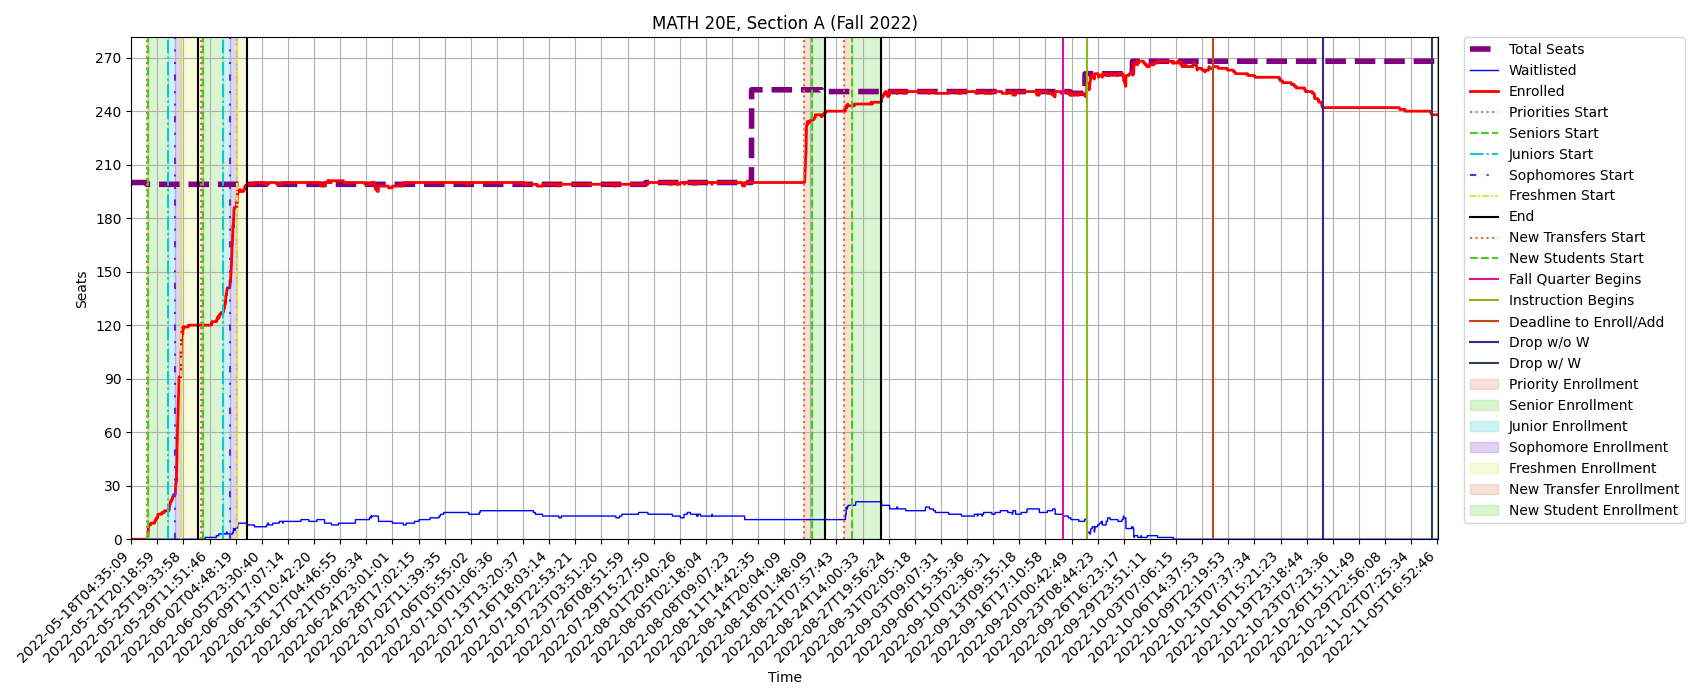 MATH 20E, Section A (Fall 2022)
270
240
210
180
150
120
90
60
30
0
Seats
2022-05-18T04:35:09
2022-05-21T20:18:59
2022-05-25T19:33:58
2022-05-29T11:51:46
2022-06-02T04:48:19
2022-06-05T23:30:40
2022-06-09T17:07:14
2022-06-13T10:42:20
2022-06-17T04:46:55
2022-06-21T05:06:34
2022-06-24T23:01:01
2022-06-28T17:02:15
2022-07-02T11:39:35
2022-07-06T05:55:02
2022-07-10T01:06:36
2022-07-13T13:20:37
2022-07-16T18:03:14
2022-07-19T22:53:21
2022-07-23T03:51:20
2022-07-26T08:51:59
2022-07-29T15:27:50
2022-08-01T20:40:26
2022-08-05T02:18:04
2022-08-08T09:07:23
2022-08-11T14:42:35
2022-08-14T20:04:09
2022-08-18T01:48:09
2022-08-21T07:57:43
2022-08-24T14:00:33
2022-08-27T19:56:24
2022-08-31T02:05:18
2022-09-03T09:07:31
2022-09-06T15:35:36
2022-09-10T02:36:31
2022-09-13T09:55:18
2022-09-16T17:10:58
2022-09-20T00:42:49
2022-09-23T08:44:23
2022-09-26T16:23:17
2022-09-29T23:51:11
2022-10-03T07:06:15
2022-10-06T14:37:53
2022-10-09T22:19:53
2022-10-13T07:37:34
2022-10-16T15:21:23
2022-10-19T23:18:44
2022-10-23T07:23:36
2022-10-26T15:11:49
2022-10-29T22:56:08
2022-11-02T07:25:34
2022-11-05T16:52:46
Time
Total Seats
Waitlisted
Enrolled
Priorities Start
Seniors Start
Juniors Start
Sophomores Start
Freshmen Start
End
New Transfers Start
New Students Start
Fall Quarter Begins
Instruction Begins
Deadline to Enroll/Add
Drop w/o W
Drop w/ W
Priority Enrollment
Senior Enrollment
Junior Enrollment
Sophomore Enrollment
Freshmen Enrollment
New Transfer Enrollment
New Student Enrollment